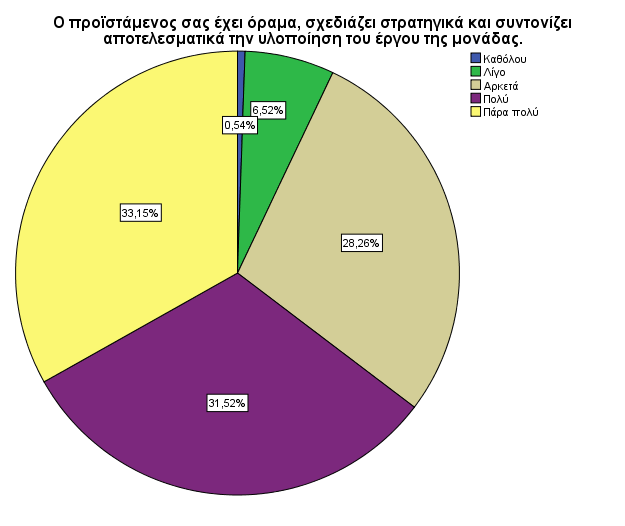 Ο προϊστάμενος σας έχει όραμα, σχεδιάζει στρατηγικά και συντονίζει
αποτελεσματικά την υλοποίηση του έργου της μονάδας.
Καθόλου
Λίγο
Αρκετά
Πολύ
Πάρα πολύ
6,52%
0,54%
33,15%
28,26%
31,52%